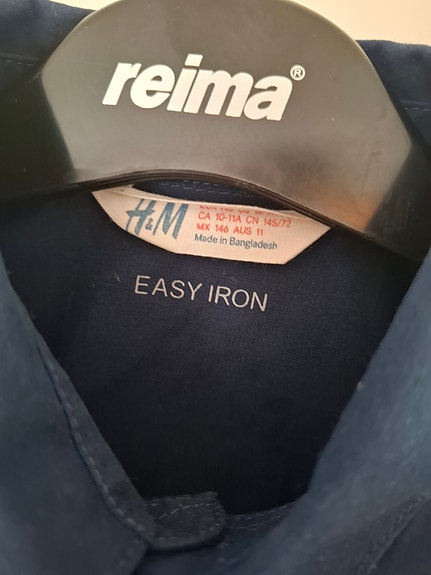 reima®
H&M
CA 10-11A CN 145/72
MX 146 AUS 11
Made in Bangladesh
EASY IRON